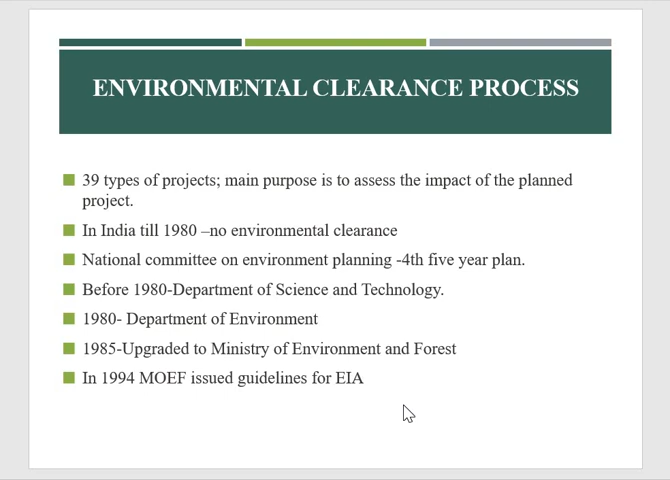 ENVIRONMENTAL CLEARANCE PROCESS
39 types of projects; main purpose is to assess the impact of the planned
project.
In India till 1980 –no environmental clearance
National committee on environment planning -4th five year plan.
Before 1980-Department of Science and Technology.
1980- Department of Environment
1985-Upgraded to Ministry of Environment and Forest
In 1994 MOEF issued guidelines for EIA